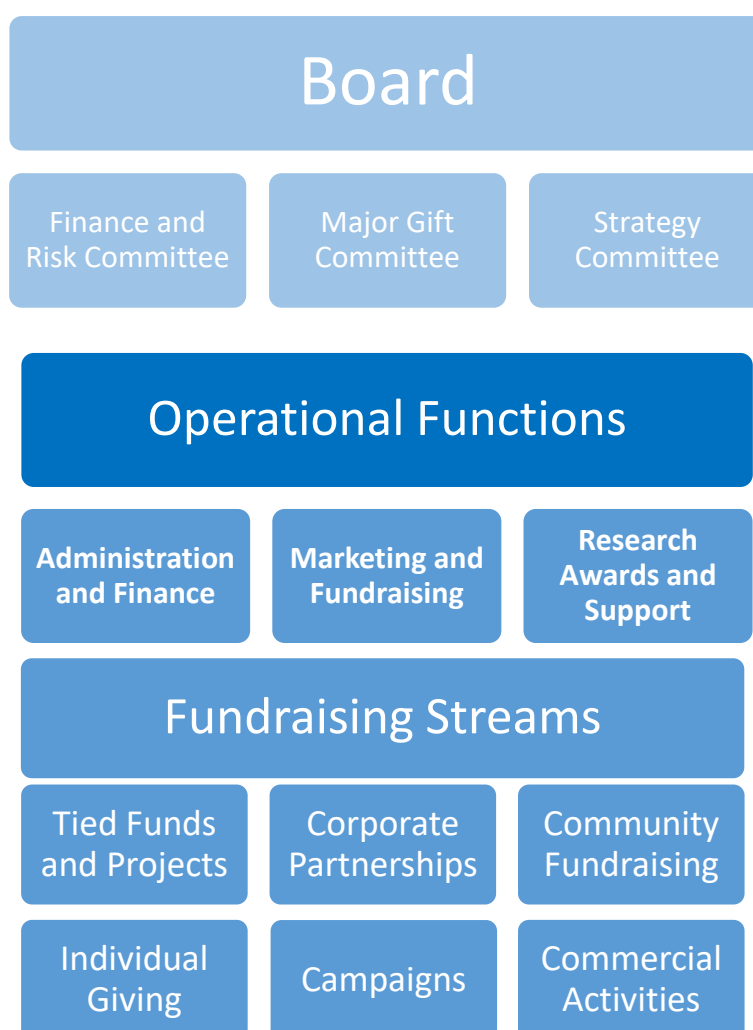 Board
Finance and
Risk Committee
Major Gift
Committee
Strategy
Committee
Operational Functions
Administration
and Finance
Marketing and
Fundraising
Research
Awards and
Support
Fundraising Streams
Tied Funds
and Projects
Corporate
Partnerships
Community
Fundraising
Individual
Giving
Campaigns
Commercial
Activities